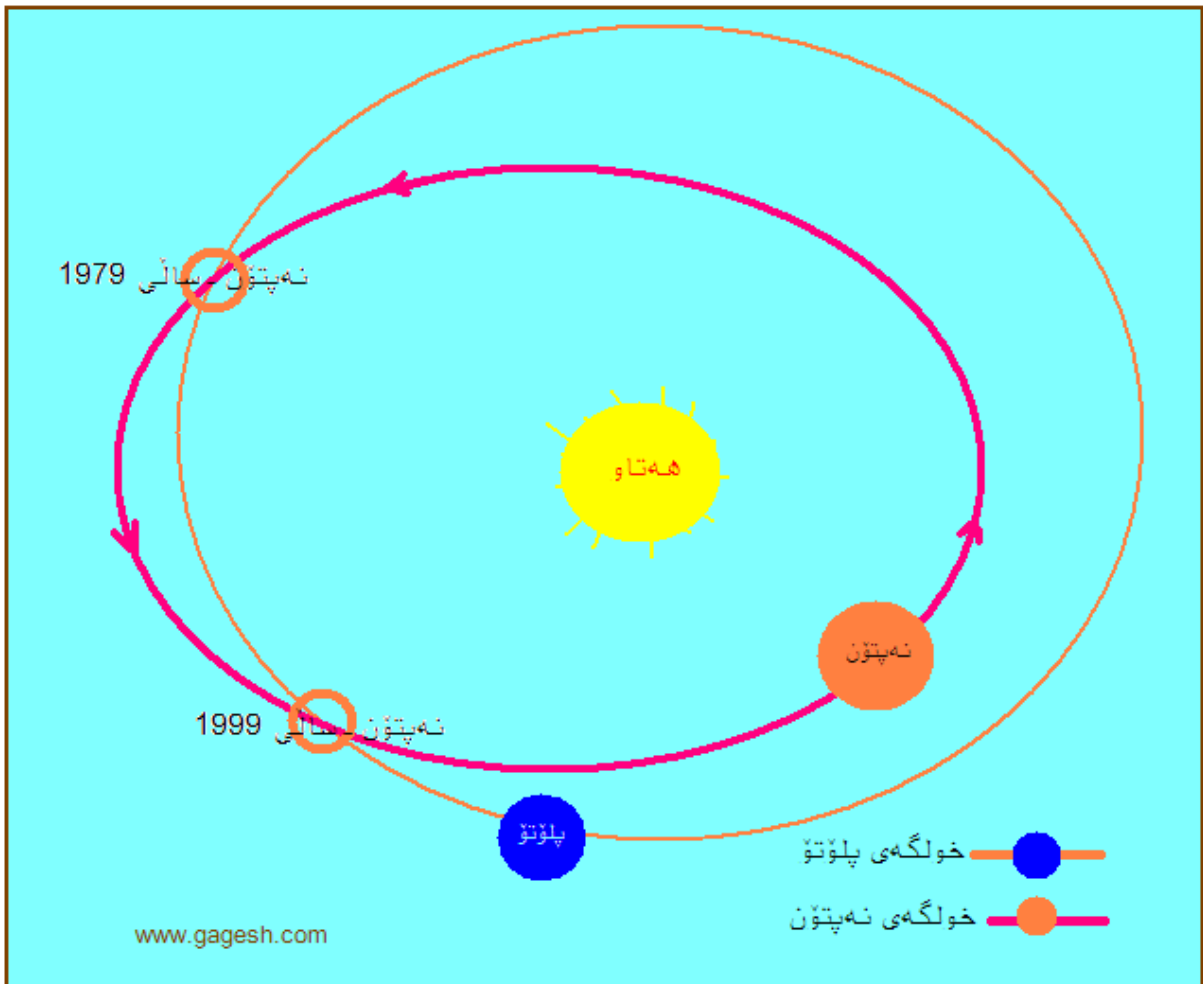 نەپتۆن - ساڵی 1979
هەتاو
نەپتۆن
نەپتۆن - ساڵی 1999
پلۆتۆ
خولگەی پلۆتۆ
خولگەی نەپتۆن
www.gagesh.com